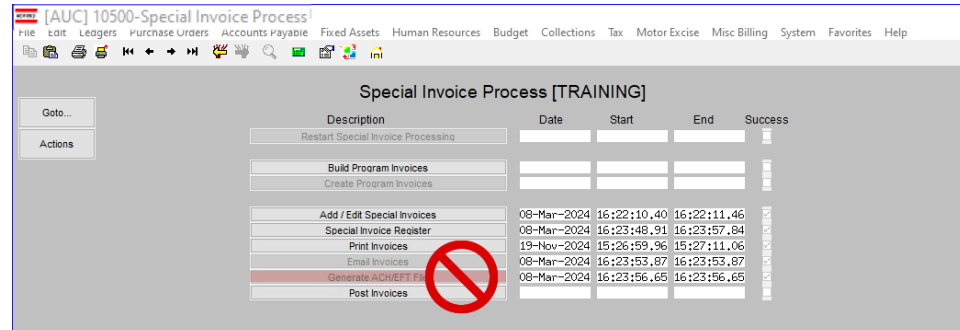 [AUC] 10500-Special Invoice Process
File Edit Ledgers Purchase Orders Accounts Payable Fixed Assets Human Resources Budget Collections Tax Motor Excise Misc Billing System Favorites Help
Special Invoice Process [TRAINING]
Goto...
Actions
Description Date Start End Success
Restart Special Invoice Processing
Build Program Invoices
Create Program Invoices
Add / Edit Special Invoices 08-Mar-2024 16:22:10.40 16:22:11.46
Special Invoice Register 08-Mar-2024 16:23:48.91 16:23:57.84
Print Invoices 19-Nov-2024 15:26:59.96 15:27:11.06
Email Invoices 08-Mar-2024 16:23:53.87 16:23:53.87
Generate ACH/EFT File 08-Mar-2024 16:23:56.65 16:23:56.65
Post Invoices